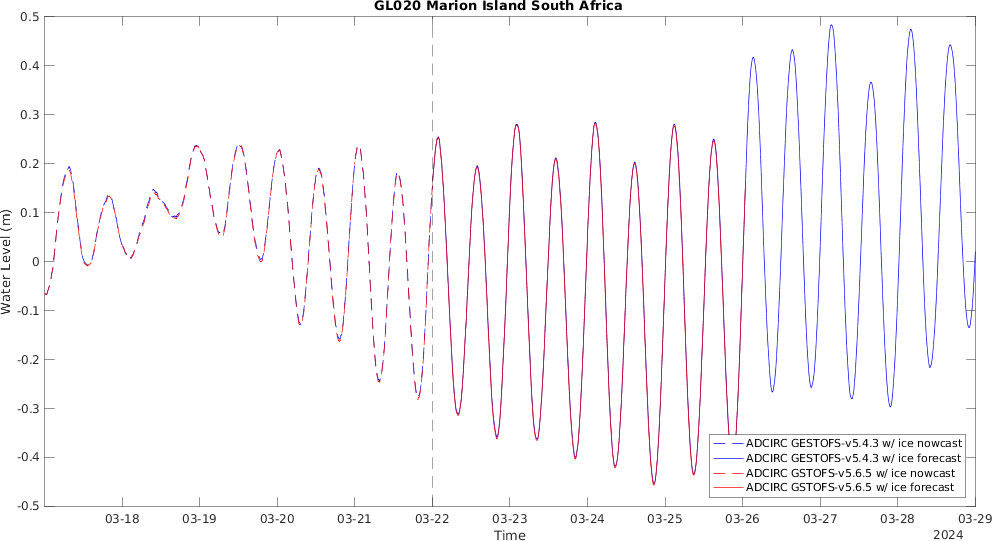 GL020 Marion Island South Africa
0.5
0.4
0.3
0.2
0.1
0
-0.1
-0.2
-0.3
-0.4
-0.5
Water Level (m)
ADCIRC GESTOFS-v5.4.3 w/ ice nowcast
ADCIRC GESTOFS-v5.4.3 w/ ice forecast
ADCIRC GSTOFS-v5.6.5 w/ ice nowcast
ADCIRC GSTOFS-v5.6.5 w/ ice forecast
03-18 03-19 03-20 03-21 03-22 03-23 03-24 03-25 03-26 03-27 03-28 03-29
Time
2024